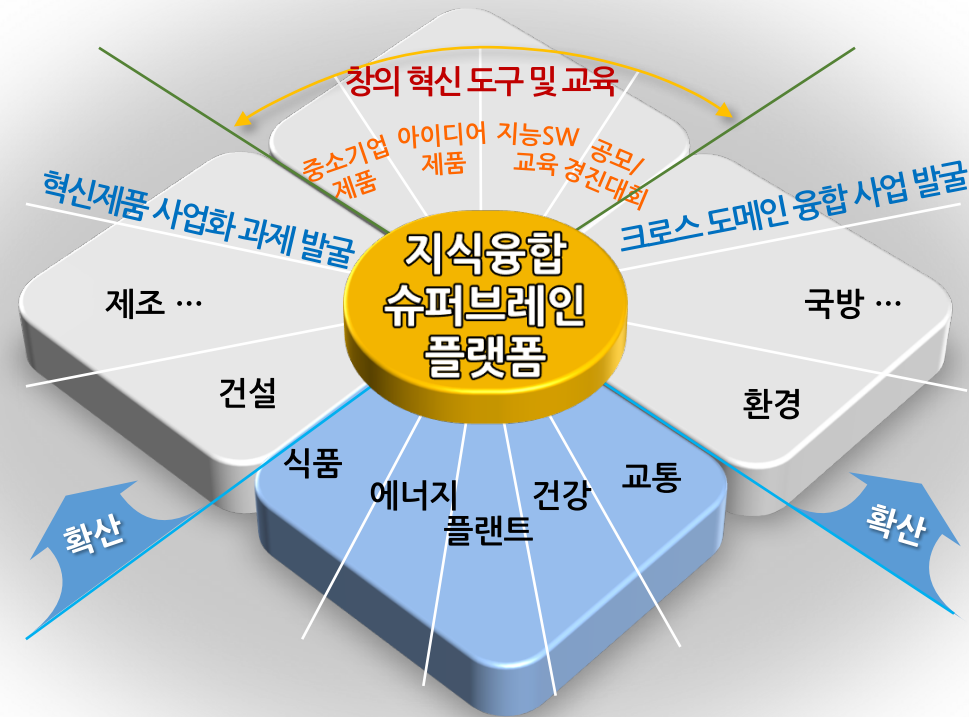 창의 혁신 도구 및 교육
중소기업
제품
아이디어
제품
지능SW
교육
공모/
경진대회
혁신제품 사업화 과제 발굴
크로스 도메인 융합 사업 발굴
지식융합
슈퍼브레인
플랫폼
제조 …
국방 …
건설
환경
식품
에너지
플랜트
건강
교통
확산
확산